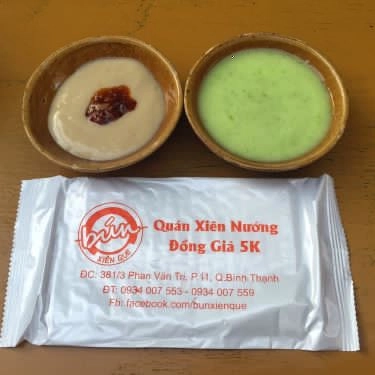 bún
XIÊN QUE
Quán Xiên Nướng
Đồng Giá 5K
ĐC: 381/3 Phan Văn Trị, P.11, Q.Bình Thạnh
ĐT: 0934 007 553 - 0934 007 559
Fb: facebook.com/bunxienque